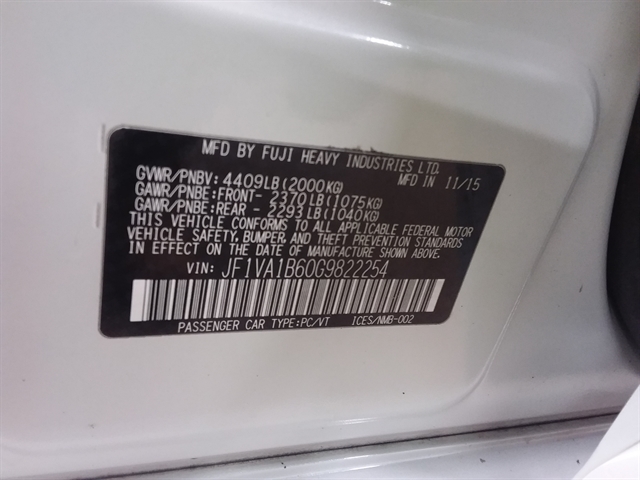 MFD BY FUJI HEAVY INDUSTRIES LTD.
GVWR/PNBV: 4409LB(2000KG) MFD IN 11/15
GAWR/PNBE:FRONT- 2370LB(1075KG)
GAWR/PNBE:REAR - 2293LB(1040KG)
THIS VEHICLE CONFORMS TO ALL APPLICABLE FEDERAL MOTOR
VEHICLE SAFETY, BUMPER, AND THEFT PREVENTION STANDARDS
IN EFFECT ON THE DATE OF MANUFACTURE SHOWN ABOVE.
VIN: JF1VA1B60G9822254
PASSENGER CAR TYPE:PC/VT ICES/NMB-002